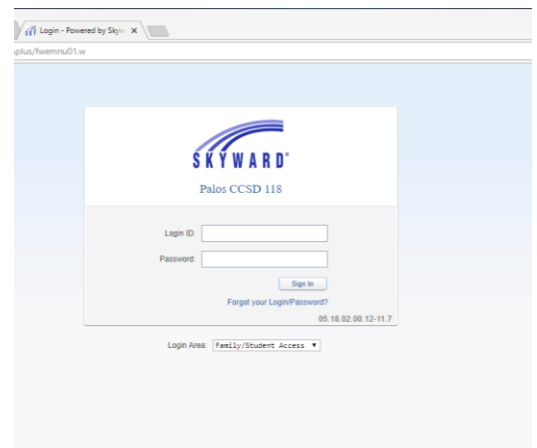 Login - Powered by Skyw
plus/fwemnu01.w
SKYWARD
Palos CCSD 118
Login ID:
Password:
Sign In
Forgot your Login/Password?
05.18.02.00.12-11.7
Login Area: Family/Student Access